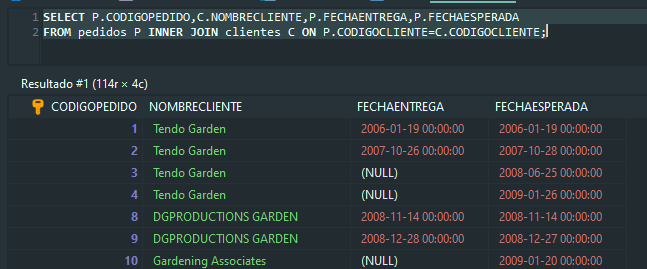 1 SELECT P.CODIGOPEDIDO,C.NOMBRECLIENTE,P.FECHAENTREGA,P.FECHAESPERADA
2 FROM pedidos P INNER JOIN clientes C ON P.CODIGOCLIENTE=C.CODIGOCLIENTE;
Resultado #1 (114r × 4c)
CODIGOPEDIDO NOMBRECLIENTE FECHAENTREGA FECHAESPERADA
1 Tendo Garden 2006-01-19 00:00:00 2006-01-19 00:00:00
2 Tendo Garden 2007-10-26 00:00:00 2007-10-28 00:00:00
3 Tendo Garden (NULL) 2008-06-25 00:00:00
4 Tendo Garden (NULL) 2009-01-26 00:00:00
8 DGPRODUCTIONS GARDEN 2008-11-14 00:00:00 2008-11-14 00:00:00
9 DGPRODUCTIONS GARDEN 2008-12-28 00:00:00 2008-12-27 00:00:00
10 Gardening Associates (NULL) 2009-01-20 00:00:00